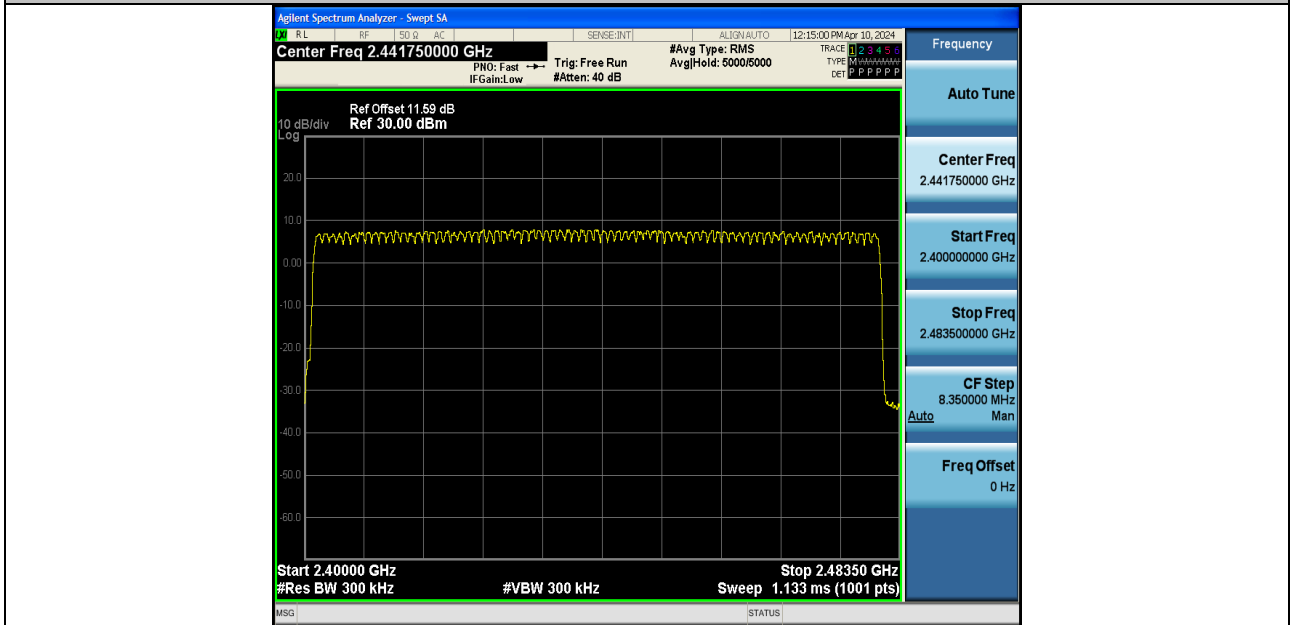 Agilent Spectrum Analyzer - Swept SA
LXI RL RF 50 Ω AC SENSE:INT ALIGN AUTO 12:15:00 PM Apr 10, 2024
Center Freq 2.441750000 GHz
PNO: Fast
IFGain:Low
Trig: Free Run
#Atten: 40 dB
#Avg Type: RMS
Avg|Hold: 5000/5000
TRACE 1 2 3 4 5 6
TYPE M
DET P P P P P P
Ref Offset 11.59 dB
10 dB/div Ref 30.00 dBm
Log
20.0
10.0
0.00
-10.0
-20.0
-30.0
-40.0
-50.0
-60.0
Start 2.40000 GHz Stop 2.48350 GHz
#Res BW 300 kHz #VBW 300 kHz Sweep 1.133 ms (1001 pts)
MSG STATUS
Frequency
Auto Tune
Center Freq
2.441750000 GHz
Start Freq
2.400000000 GHz
Stop Freq
2.483500000 GHz
CF Step
8.350000 MHz
Auto Man
Freq Offset
0 Hz